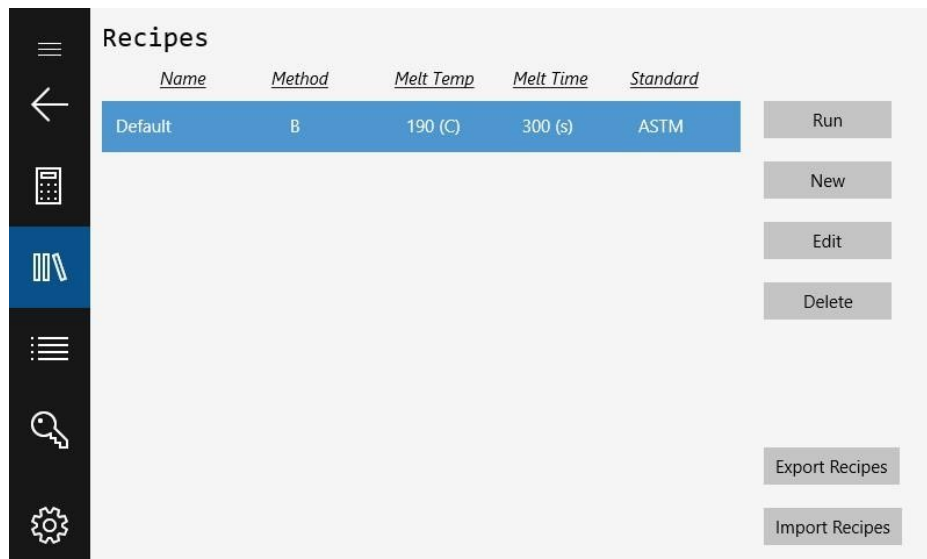 Recipes
Name Method Melt Temp Melt Time Standard
Default B 190 (C) 300 (s) ASTM
Run
New
Edit
Delete
Export Recipes
Import Recipes